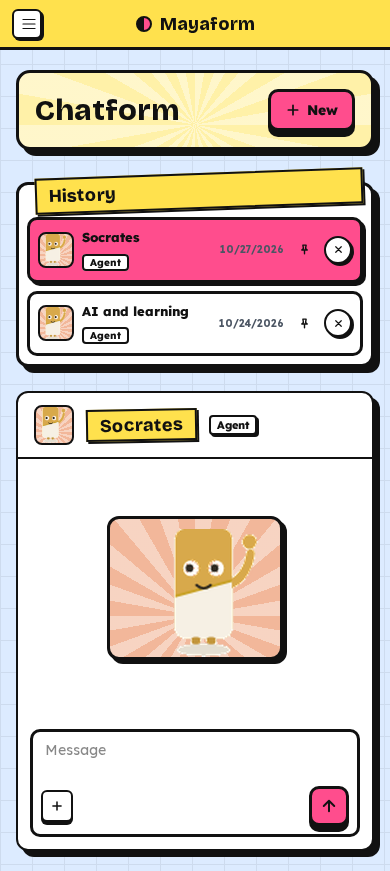 Mayaform
Chatform
New
History
Socrates
Agent
10/27/2026
AI and learning
Agent
10/24/2026
Socrates
Agent
Message